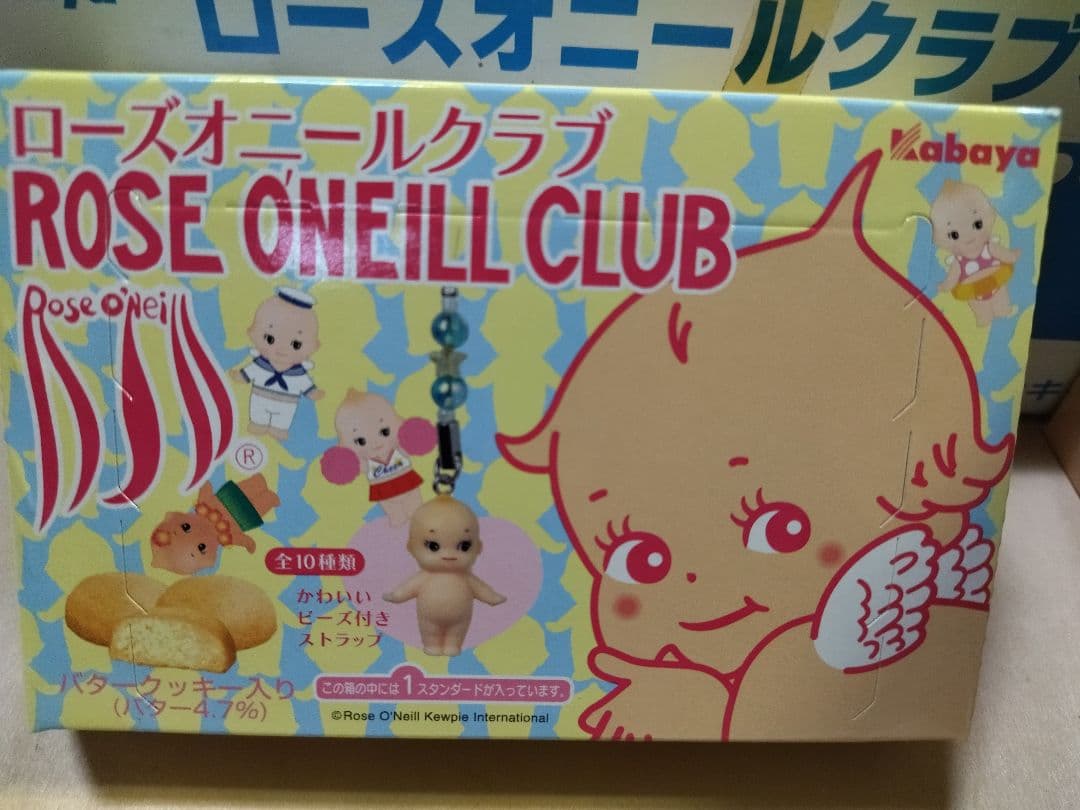 ローズオニールクラブ
ローズオニールクラブ
Kabaya
ROSE O'NEILL CLUB
Rose O'Neill
®
Cheer
全10種類
かわいい
ビーズ付き
ストラップ
バタークッキー入り
(バター4.7%)
この箱の中には1スタンダードが入っています。
©Rose O'Neill Kewpie International
キ